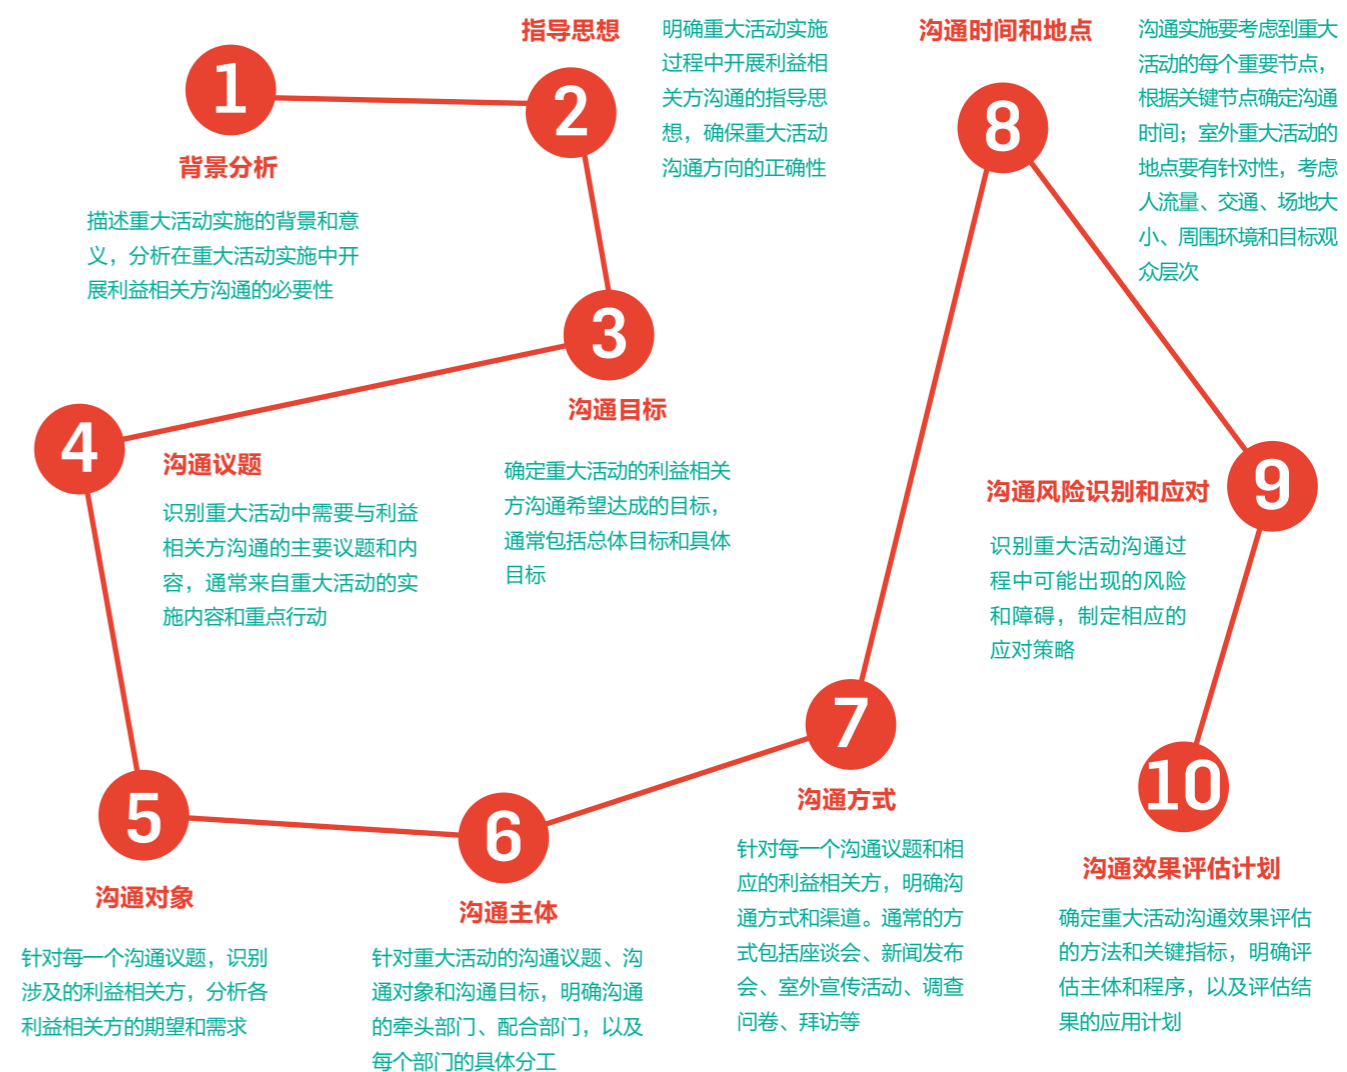 1
背景分析
描述重大活动实施的背景和意
义，分析在重大活动实施中开
展利益相关方沟通的必要性
2
指导思想
明确重大活动实施
过程中开展利益相
关方沟通的指导思
想，确保重大活动
沟通方向的正确性
3
沟通目标
确定重大活动的利益相关
方沟通希望达成的目标，
通常包括总体目标和具体
目标
4
沟通议题
识别重大活动中需要与利益
相关方沟通的主要议题和内
容，通常来自重大活动的实
施内容和重点行动
5
沟通对象
针对每一个沟通议题，识别
涉及的利益相关方，分析各
利益相关方的期望和需求
6
沟通主体
针对重大活动的沟通议题、沟
通对象和沟通目标，明确沟通
的牵头部门、配合部门，以及
每个部门的具体分工
7
沟通方式
针对每一个沟通议题和相
应的利益相关方，明确沟
通方式和渠道。通常的方
式包括座谈会、新闻发布
会、室外宣传活动、调查
问卷、拜访等
8
沟通时间和地点
沟通实施要考虑到重大
活动的每个重要节点，
根据关键节点确定沟通
时间；室外重大活动的
地点要有针对性，考虑
人流量、交通、场地大
小、周围环境和目标观
众层次
9
沟通风险识别和应对
识别重大活动沟通过
程中可能出现的风险
和障碍，制定相应的
应对策略
10
沟通效果评估计划
确定重大活动沟通效果评估
的方法和关键指标，明确评
估主体和程序，以及评估结
果的应用计划